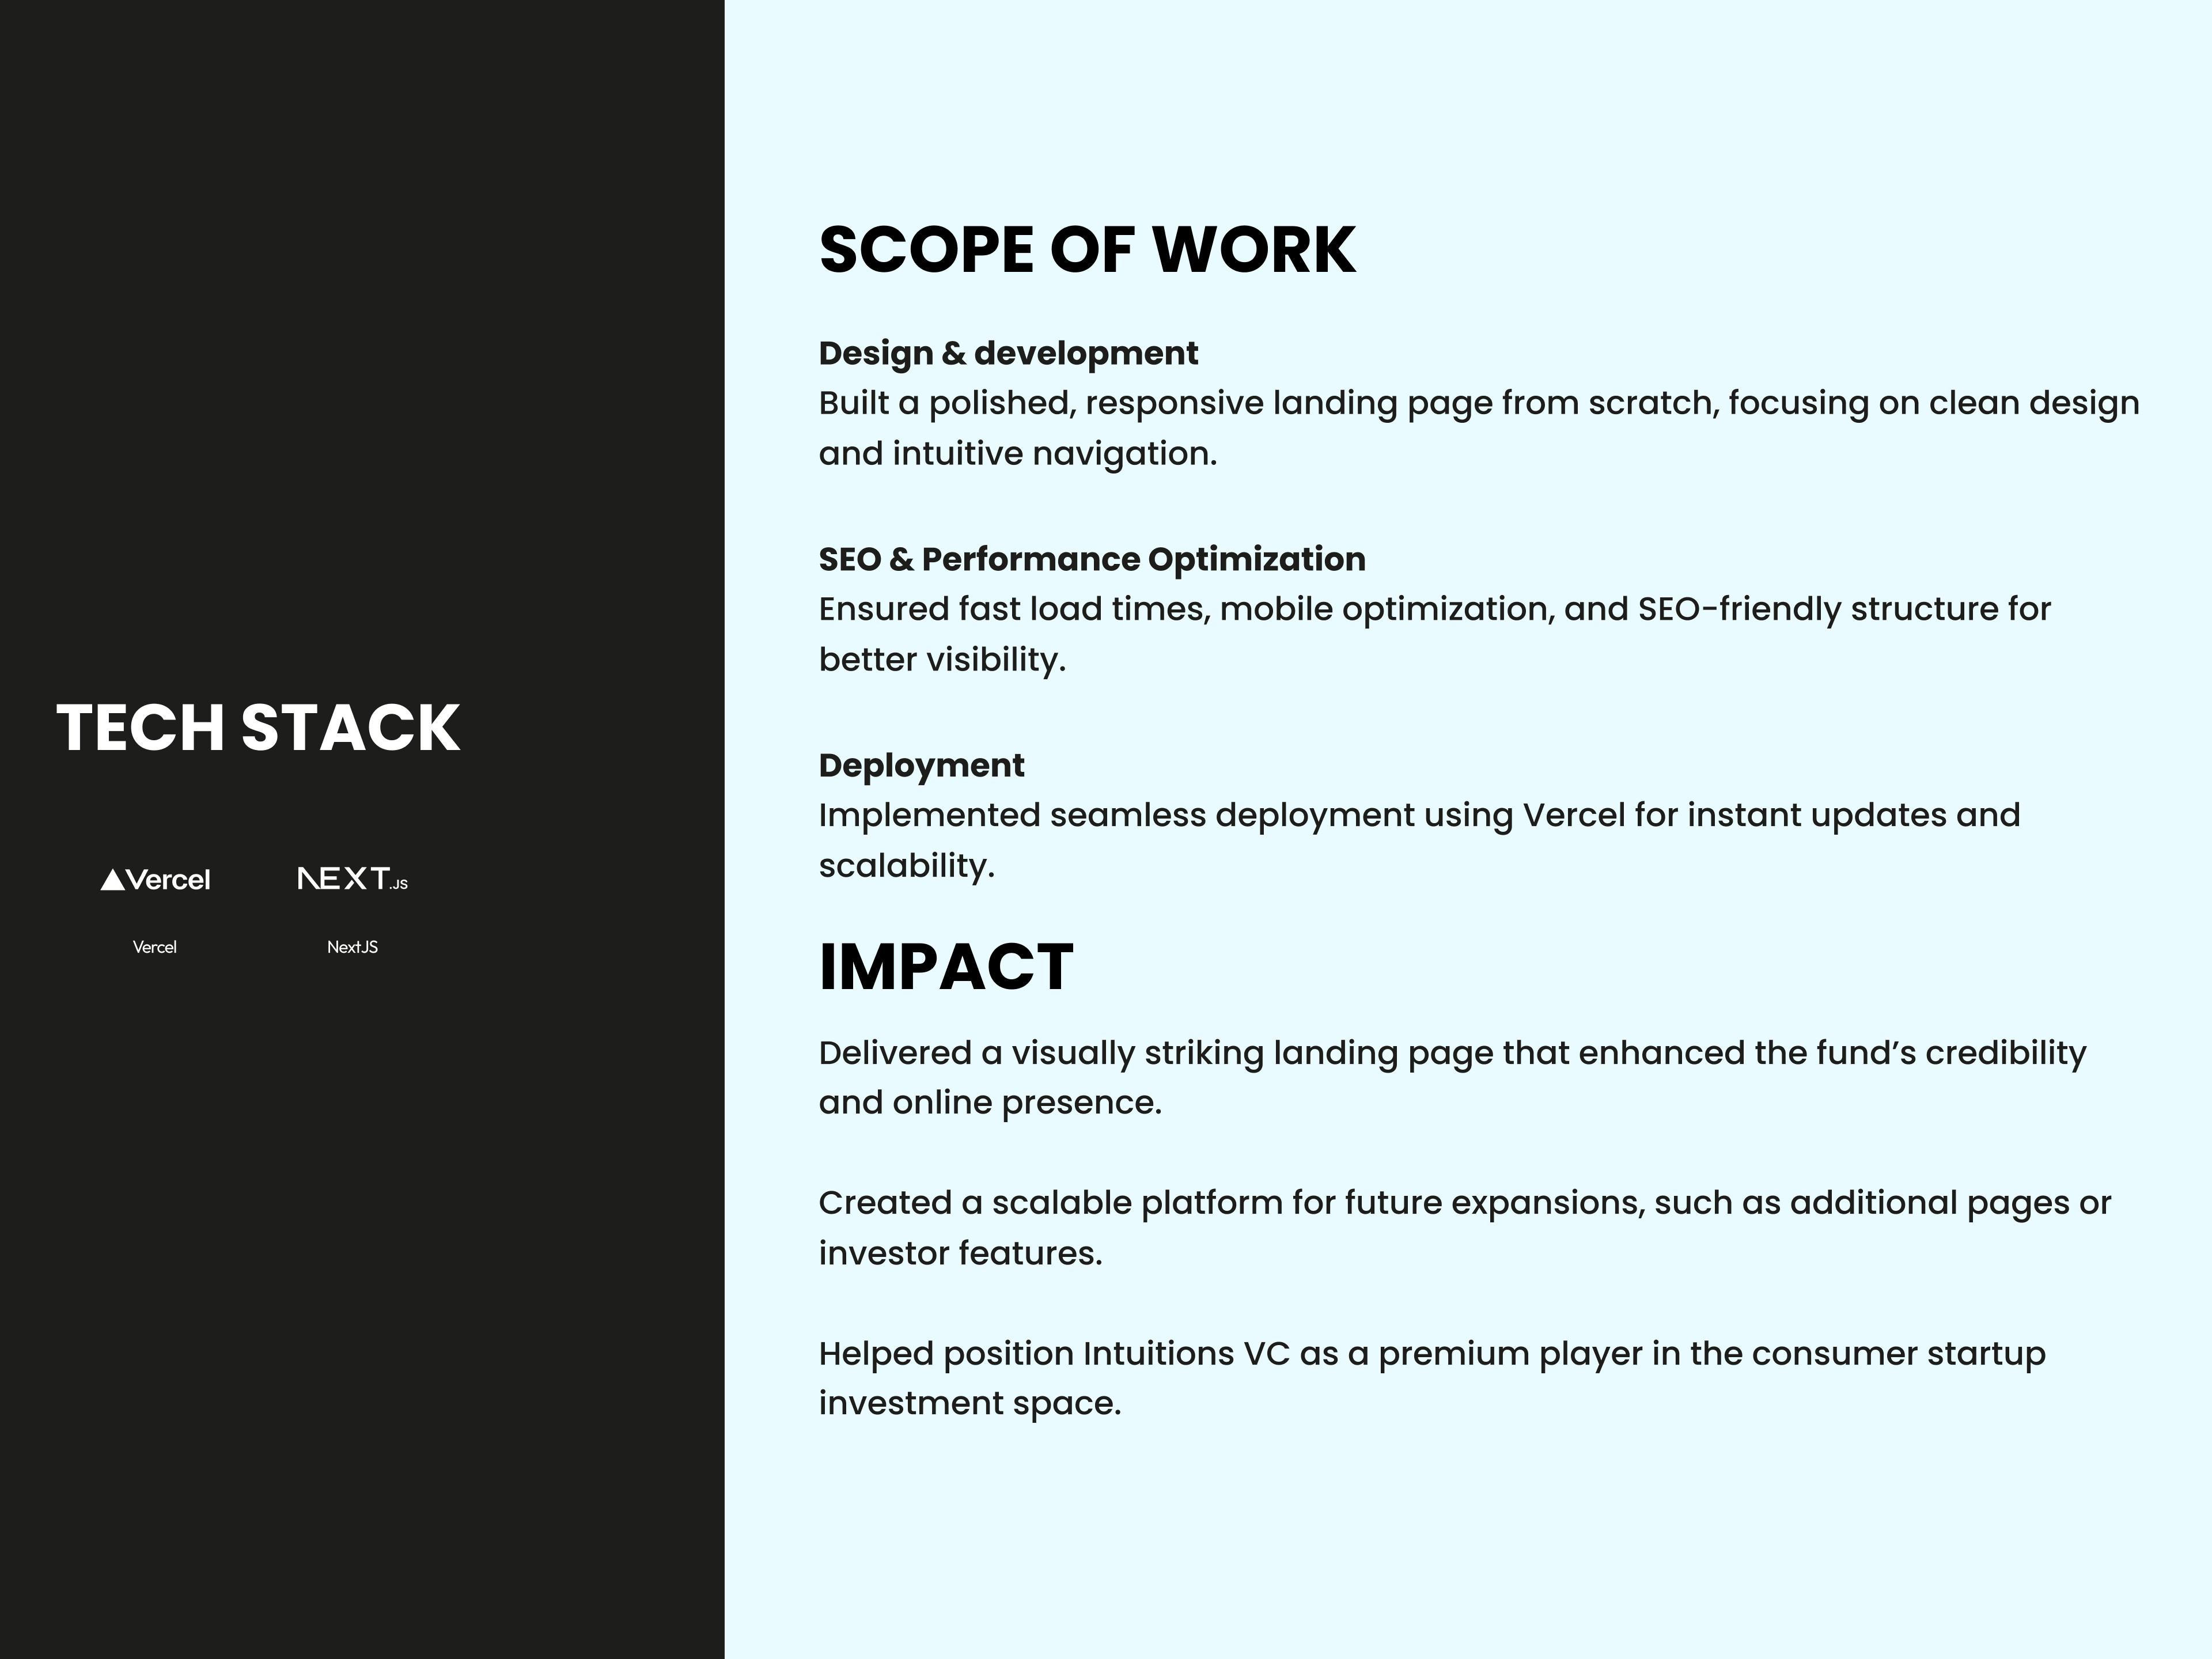 TECH STACK
Vercel
NEXT.JS
Vercel
NextJS
SCOPE OF WORK
Design & development
Built a polished, responsive landing page from scratch, focusing on clean design
and intuitive navigation.
SEO & Performance Optimization
Ensured fast load times, mobile optimization, and SEO-friendly structure for
better visibility.
Deployment
Implemented seamless deployment using Vercel for instant updates and
scalability.
IMPACT
Delivered a visually striking landing page that enhanced the fund’s credibility
and online presence.
Created a scalable platform for future expansions, such as additional pages or
investor features.
Helped position Intuitions VC as a premium player in the consumer startup
investment space.